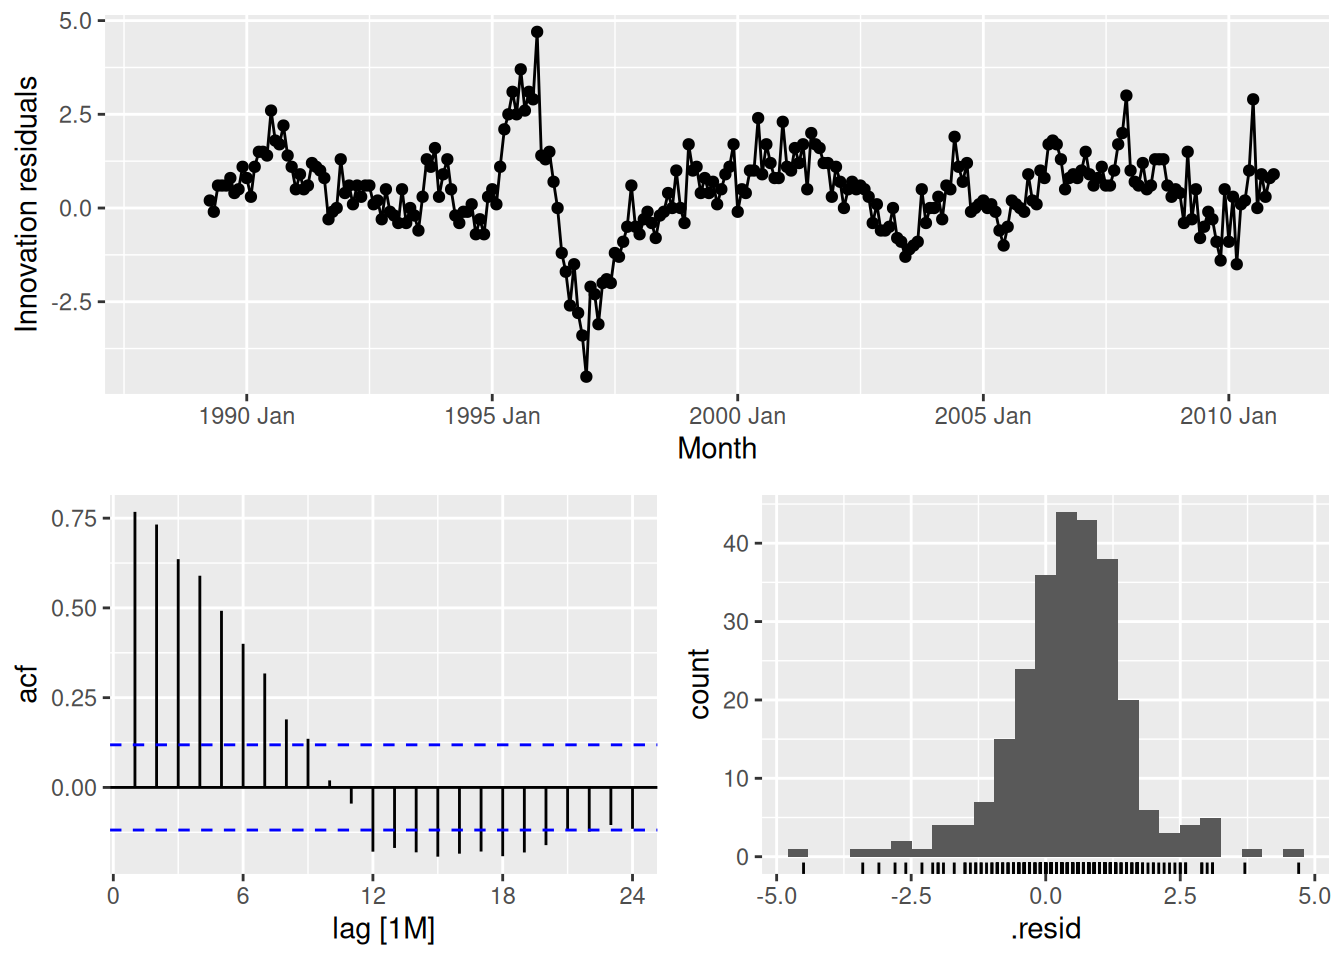 5.0
2.5
0.0
-2.5
Innovation residuals
1990 Jan 1995 Jan 2000 Jan 2005 Jan 2010 Jan
Month
0.75
0.50
0.25
0.00
acf
0 6 12 18 24
lag [1M]
40
30
20
10
0
count
-5.0 -2.5 0.0 2.5 5.0
.resid